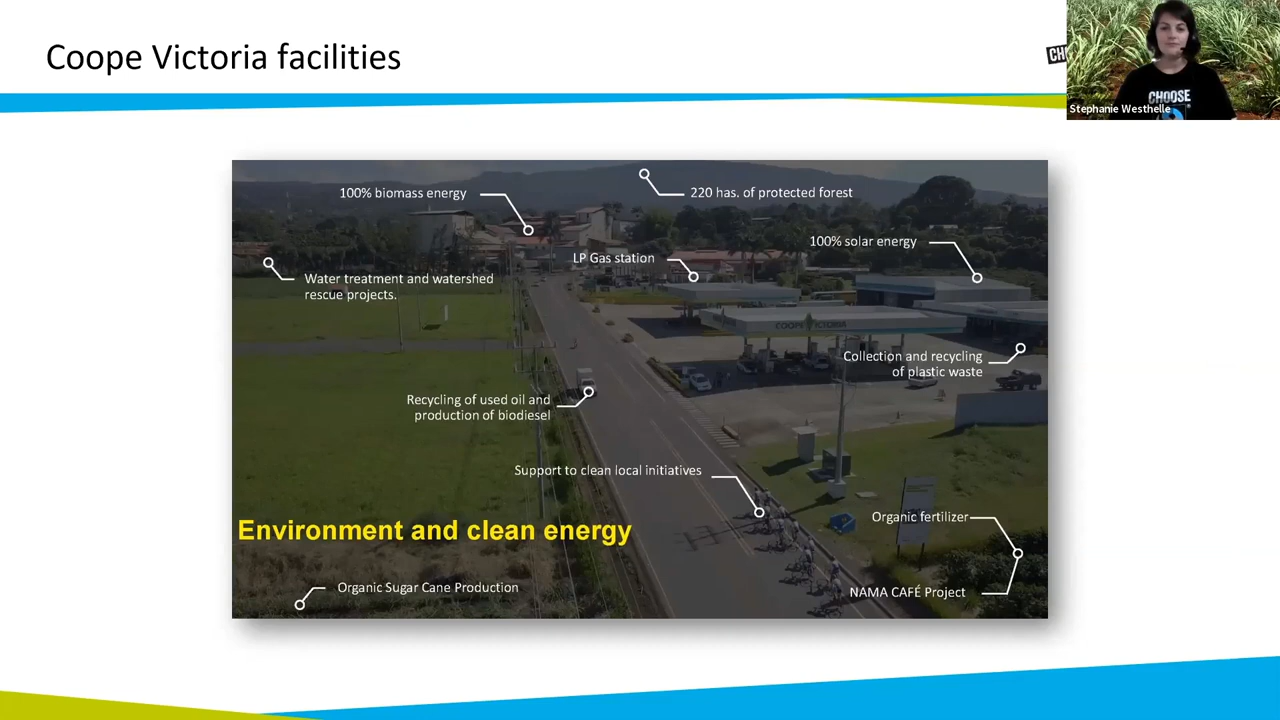 Coope Victoria facilities
CHOOSE
Stephanie Westhelle
100% biomass energy
220 has. of protected forest
100% solar energy
LP Gas station
Water treatment and watershed
rescue projects.
COOPEVICTORIA
Collection and recycling
of plastic waste
Recycling of used oil and
production of biodiesel
Support to clean local initiatives
Organic fertilizer
Environment and clean energy
Organic Sugar Cane Production
NAMA CAFÉ Project